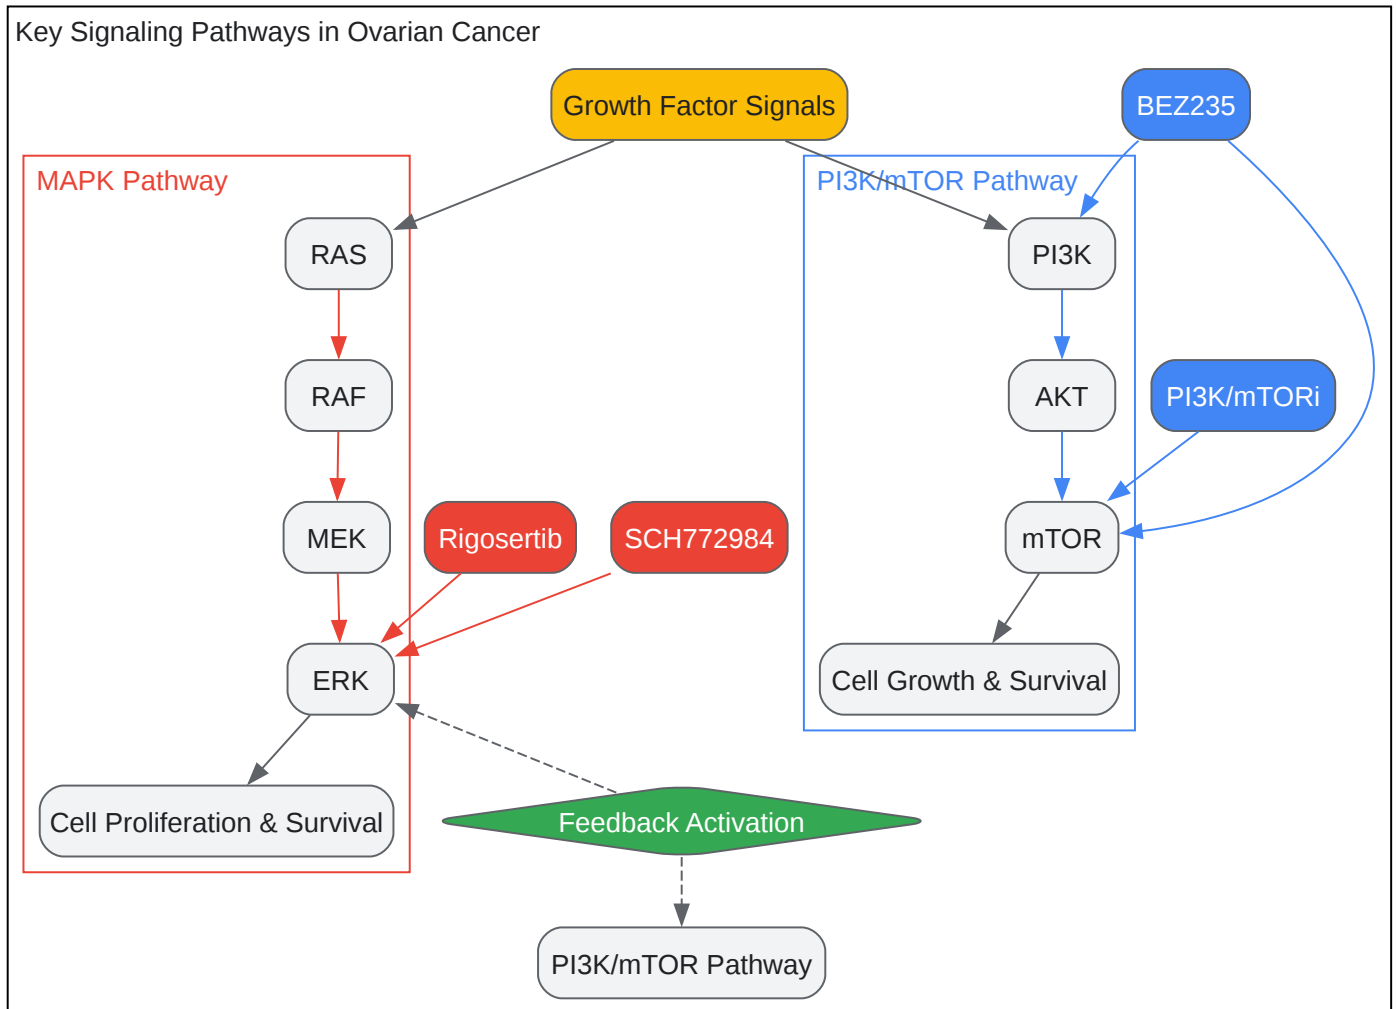 Key Signaling Pathways in Ovarian Cancer
Growth Factor Signals
BEZ235
MAPK Pathway
PI3K/mTOR Pathway
RAS
PI3K
RAF
AKT
PI3K/mTORi
MEK
Rigosertib
SCH772984
mTOR
ERK
Cell Growth & Survival
Cell Proliferation & Survival
Feedback Activation
PI3K/mTOR Pathway